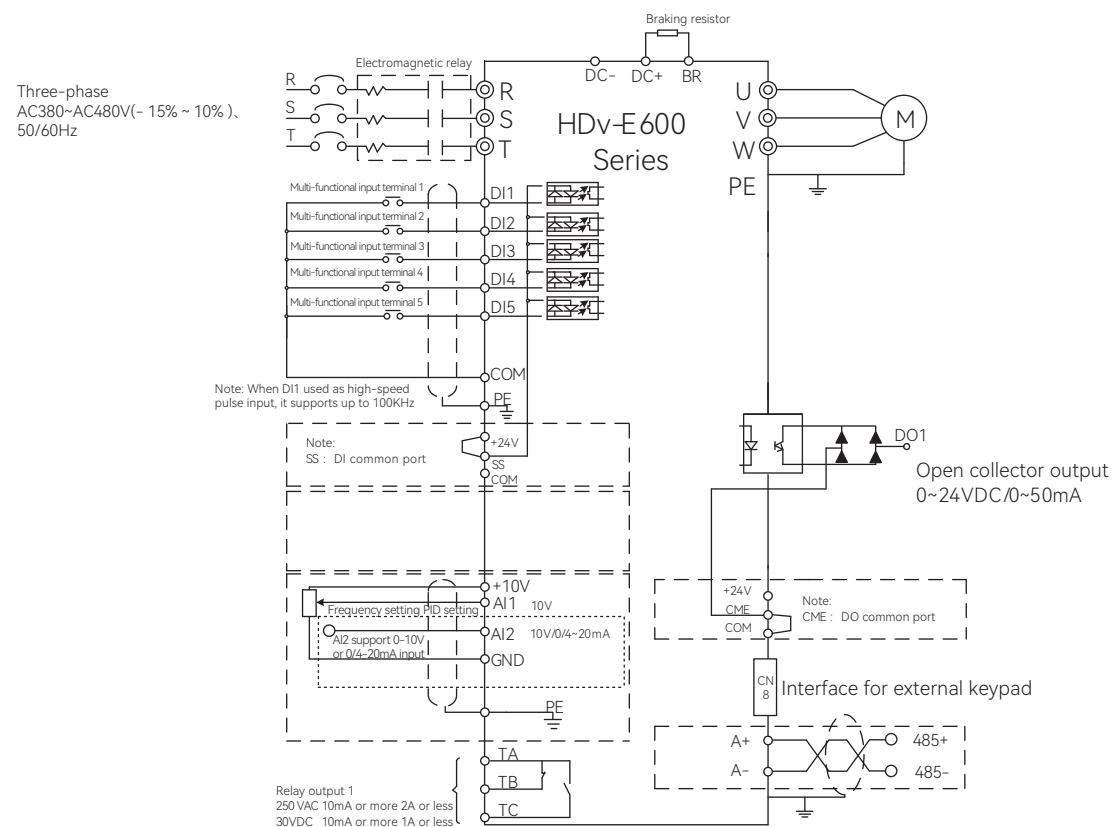 Braking resistor
Electromagnetic relay
DC- DC+ BR
Three-phase
AC380~AC480V(- 15% ~ 10% )、
50/60Hz
R
S
T
R
S
T
HDv-E600
Series
U
V
W
PE
M
Multi-functional input terminal 1
DI1
Multi-functional input terminal 2
DI2
Multi-functional input terminal 3
DI3
Multi-functional input terminal 4
DI4
Multi-functional input terminal 5
DI5
COM
Note: When DI1 used as high-speed
pulse input, it supports up to 100KHz
PE
Note:
SS : DI common port
+24V
SS
COM
DO1
Open collector output
0~24VDC/0~50mA
+10V
Frequency setting PID setting
AI1 10V
AI2 support 0-10V
or 0/4-20mA input
AI2 10V/0/4~20mA
GND
PE
+24V
CME
COM
Note:
CME : DO common port
CN
8
Interface for external keypad
A+
A-
485+
485-
TA
TB
TC
Relay output 1
250 VAC 10mA or more 2A or less
30VDC 10mA or more 1A or less